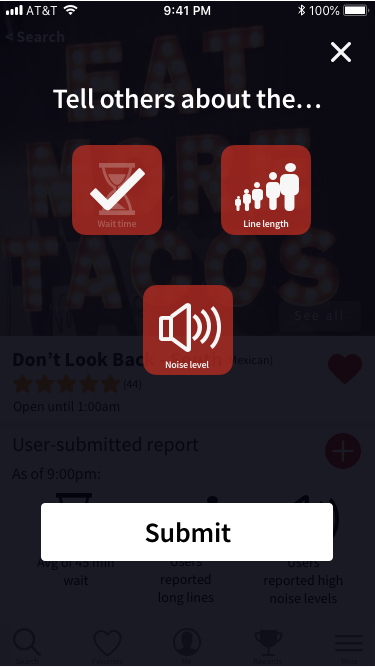 AT&T 9:41 PM 100%
< Search
Tell others about the...
EAT
MORE
TACOS
Wait time
Line length
See all
Noise level
Don't Look Back (Mexican)
(44)
Open until 1:00am
User-submitted report
As of 9:00pm:
Submit
Avg of 45 min wait
Users reported long lines
Users reported high noise levels